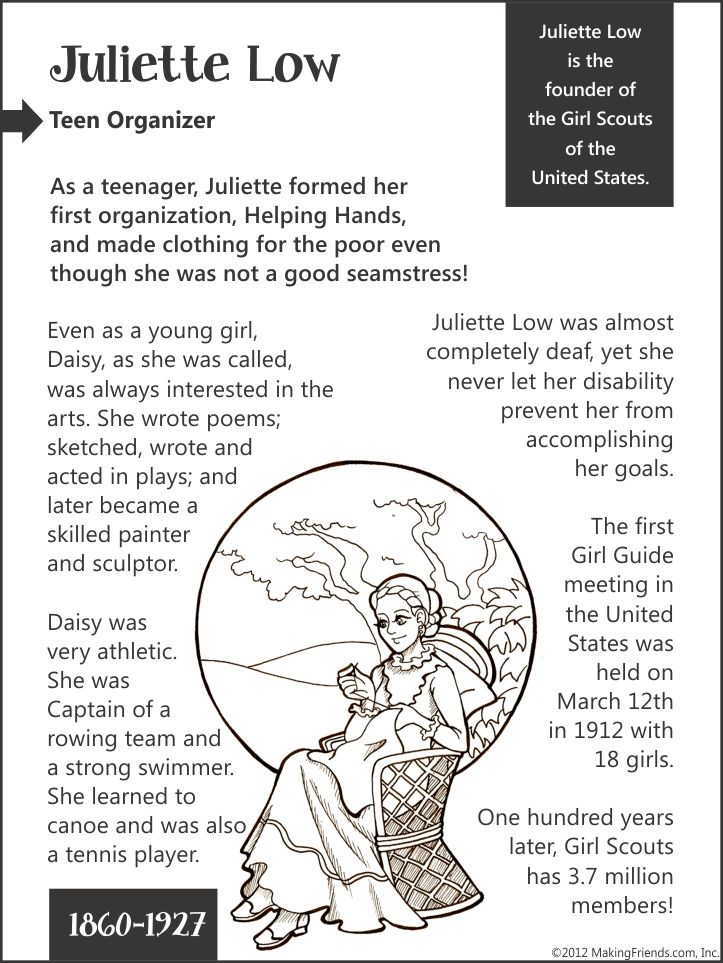 Juliette Low
Teen Organizer
Juliette Low
is the
founder of
the Girl Scouts
of the
United States.
As a teenager, Juliette formed her
first organization, Helping Hands,
and made clothing for the poor even
though she was not a good seamstress!
Even as a young girl,
Daisy, as she was called,
was always interested in the
arts. She wrote poems;
sketched, wrote and
acted in plays; and
later became a
skilled painter
and sculptor.
Daisy was
very athletic.
She was
Captain of a
rowing team and
a strong swimmer.
She learned to
canoe and was also
a tennis player.
Juliette Low was almost
completely deaf, yet she
never let her disability
prevent her from
accomplishing
her goals.
The first
Girl Guide
meeting in
the United
States was
held on
March 12th
in 1912 with
18 girls.
One hundred years
later, Girl Scouts
has 3.7 million
members!
1860-1927
©2012 MakingFriends.com, Inc.